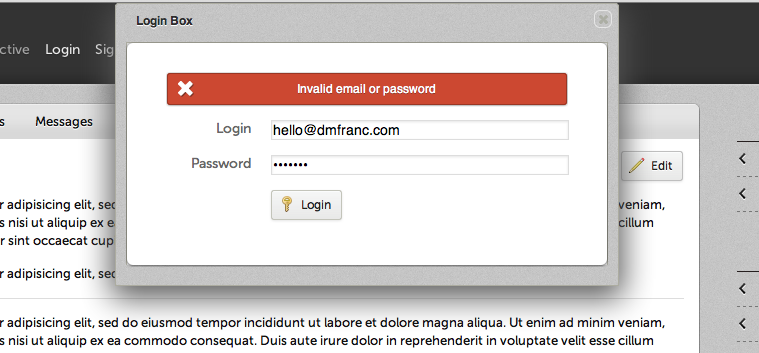 Login Box
ctive Login Sig
Invalid email or password
Login hello@dmfranc.com
Password •••••••
Login
s Messages
Edit
r adipisicing elit, sed veniam,
s nisi ut aliquip ex ea cillum
r sint occaecat cup
r adipisicing elit, sed
r adipisicing elit, sed do eiusmod tempor incididunt ut labore et dolore magna aliqua. Ut enim ad minim veniam,
s nisi ut aliquip ex ea commodo consequat. Duis aute irure dolor in reprehenderit in voluptate velit esse cillum